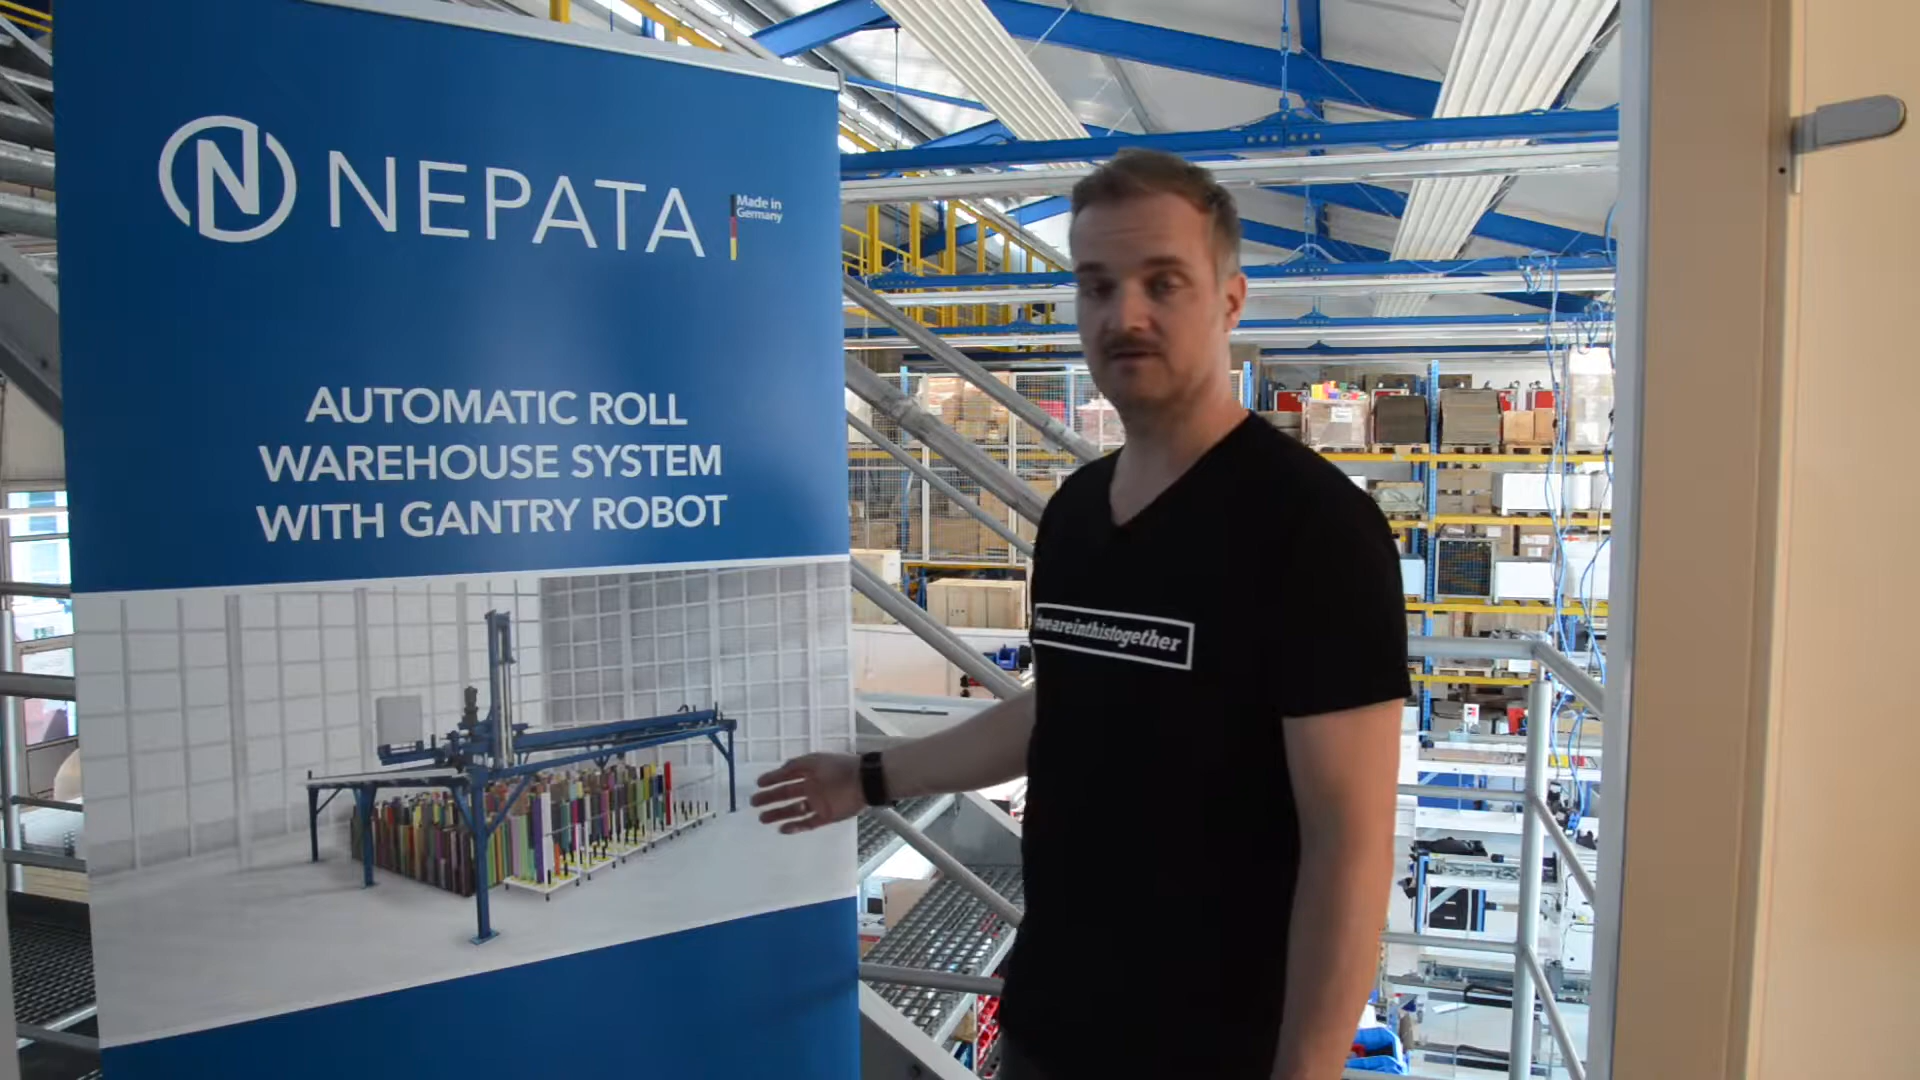 NEPATA
Made in
Germany
AUTOMATIC ROLL
WAREHOUSE SYSTEM
WITH GANTRY ROBOT
#weareinthistogether